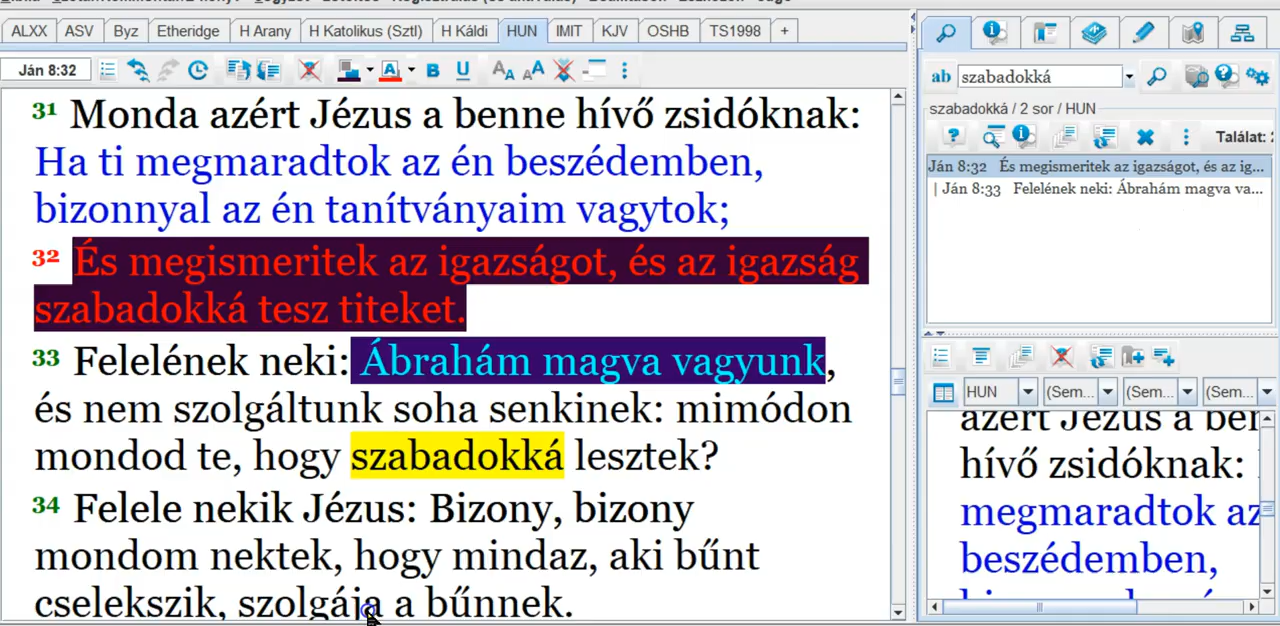 ALXX ASV Byz Etheridge H Arany H Katolikus (Sztl) H Káldi HUN IMIT KJV OSHB TS1998 +
Ján 8:32
31 Monda azért Jézus a benne hívő zsidóknak:
Ha ti megmaradtok az én beszédemben,
bizonnyal az én tanítványaim vagytok;
32 És megismeritek az igazságot, és az igazság
szabadokká tesz titeket.
33 Felelének neki: Ábrahám magva vagyunk,
és nem szolgáltunk soha senkinek: mimódon
mondod te, hogy szabadokká lesztek?
34 Felele nekik Jézus: Bizony, bizony
mondom nektek, hogy mindaz, aki bűnt
cselekszik, szolgája a bűnnek.
ab szabadokká
szabadokká / 2 sor / HUN
Találat:
Ján 8:32 És megismeritek az igazságot, és az ig...
| Ján 8:33 Felelének neki: Ábrahám magva va...
HUN (Sem... (Sem... (Sem...
azért Jézus a
hívő zsidóknak:
megmaradtok az
beszédemben,